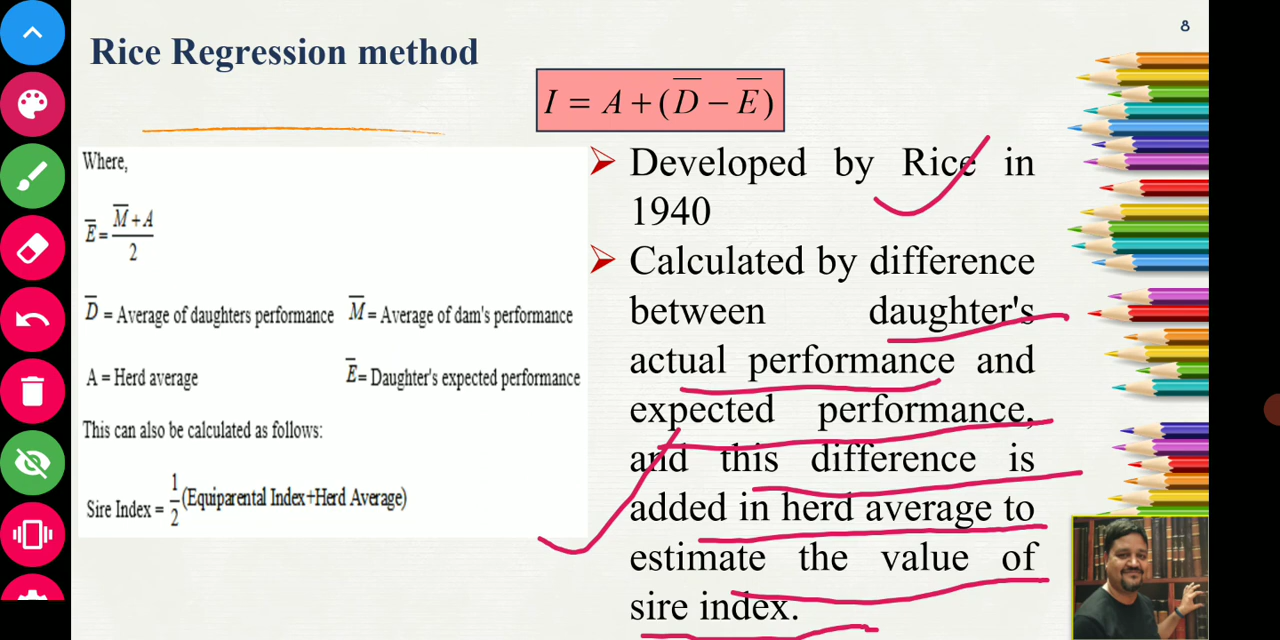 8
Rice Regression method
I = A + (D̅ − E̅)
Where,
E̅ = (M̅ + A) / 2
D̅ = Average of daughters performance M̅ = Average of dam's performance
A = Herd average E̅ = Daughter's expected performance
This can also be calculated as follows:
Sire Index = 1/2 (Equiparental Index+Herd Average)
➢ Developed by Rice in
1940
➢ Calculated by difference
between daughter's
actual performance and
expected performance,
and this difference is
added in herd average to
estimate the value of
sire index.